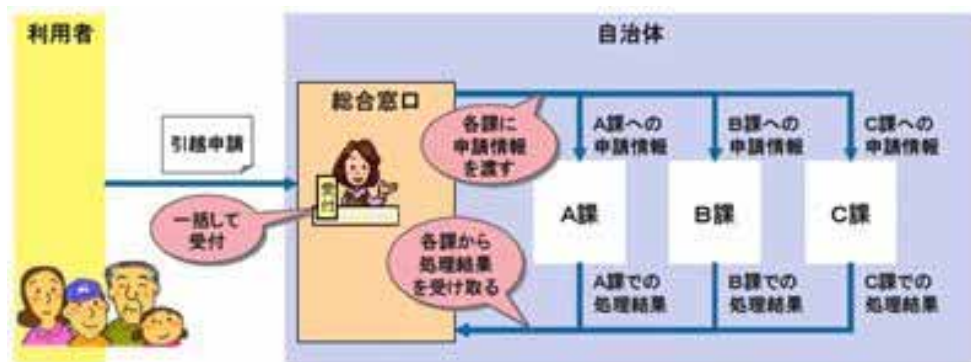 利用者
自治体
総合窓口
引越申請
受付
一括して
受付
各課に
申請情報
を渡す
A課への
申請情報
B課への
申請情報
C課への
申請情報
A課
B課
C課
各課から
処理結果
を受け取る
A課での
処理結果
B課での
処理結果
C課での
処理結果